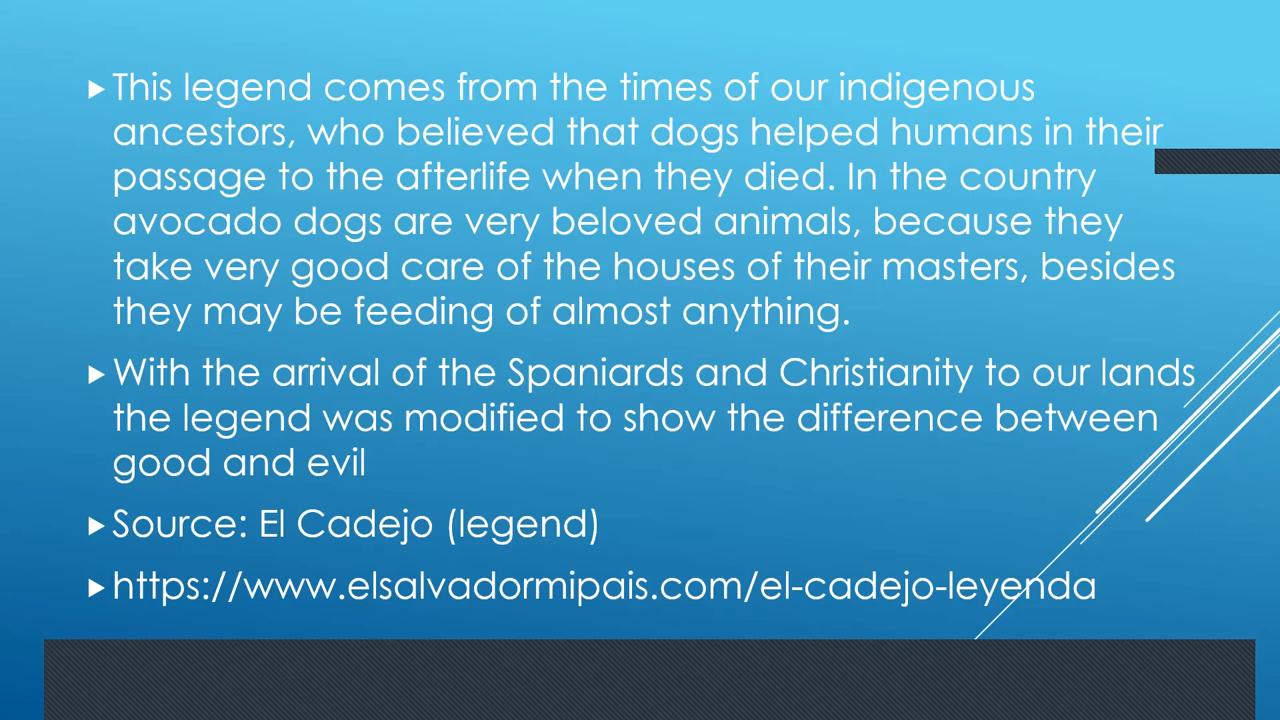 This legend comes from the times of our indigenous
ancestors, who believed that dogs helped humans in their
passage to the afterlife when they died. In the country
avocado dogs are very beloved animals, because they
take very good care of the houses of their masters, besides
they may be feeding of almost anything.
With the arrival of the Spaniards and Christianity to our lands
the legend was modified to show the difference between
good and evil
Source: El Cadejo (legend)
https://www.elsalvadormipais.com/el-cadejo-leyenda